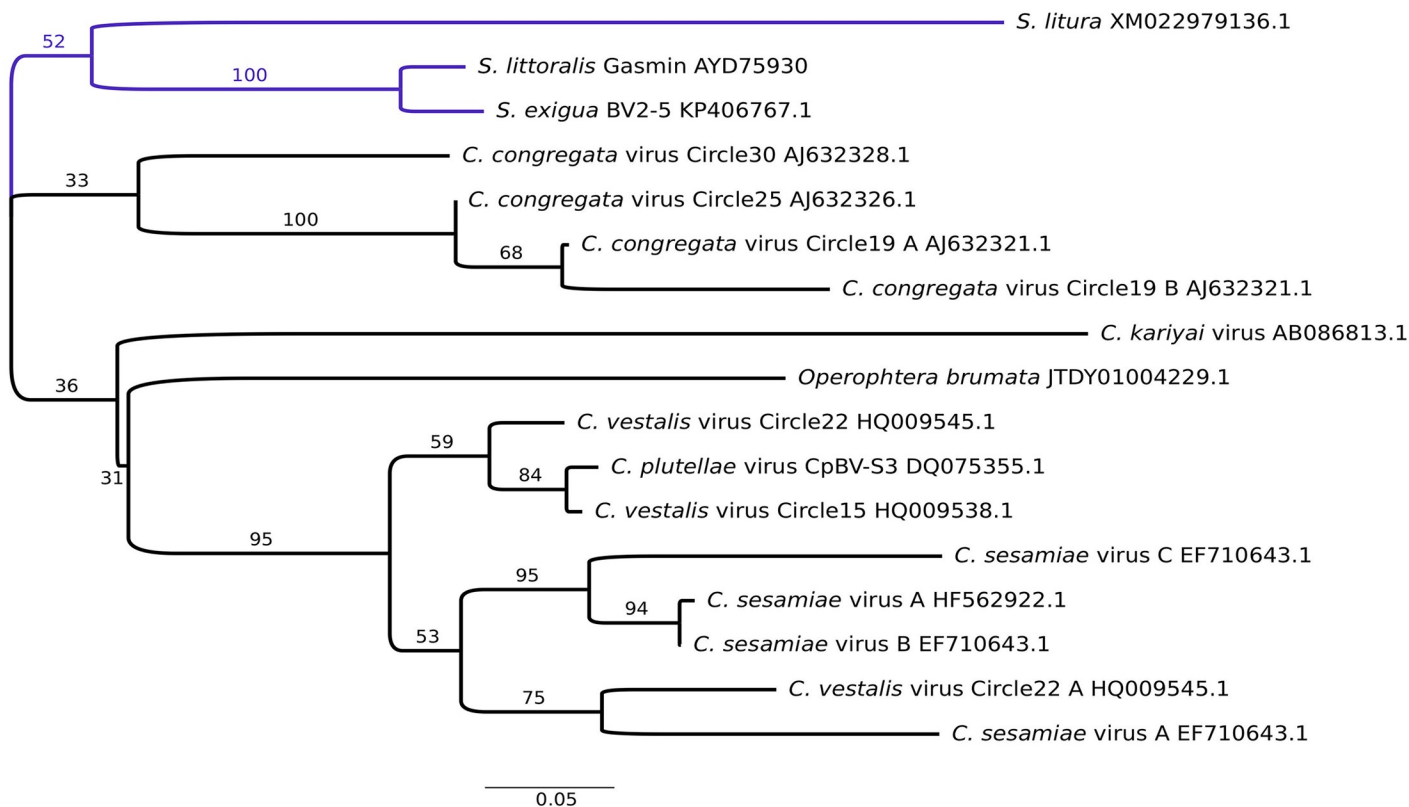 S. litura XM022979136.1
52
S. littoralis Gasmin AYD75930
100
S. exigua BV2-5 KP406767.1
C. congregata virus Circle30 AJ632328.1
33
C. congregata virus Circle25 AJ632326.1
100
C. congregata virus Circle19 A AJ632321.1
68
C. congregata virus Circle19 B AJ632321.1
C. kariyai virus AB086813.1
36
Operophtera brumata JTDY01004229.1
C. vestalis virus Circle22 HQ009545.1
59
C. plutellae virus CpBV-S3 DQ075355.1
84
31
C. vestalis virus Circle15 HQ009538.1
95
C. sesamiae virus C EF710643.1
95
C. sesamiae virus A HF562922.1
94
53
C. sesamiae virus B EF710643.1
C. vestalis virus Circle22 A HQ009545.1
75
C. sesamiae virus A EF710643.1
0.05